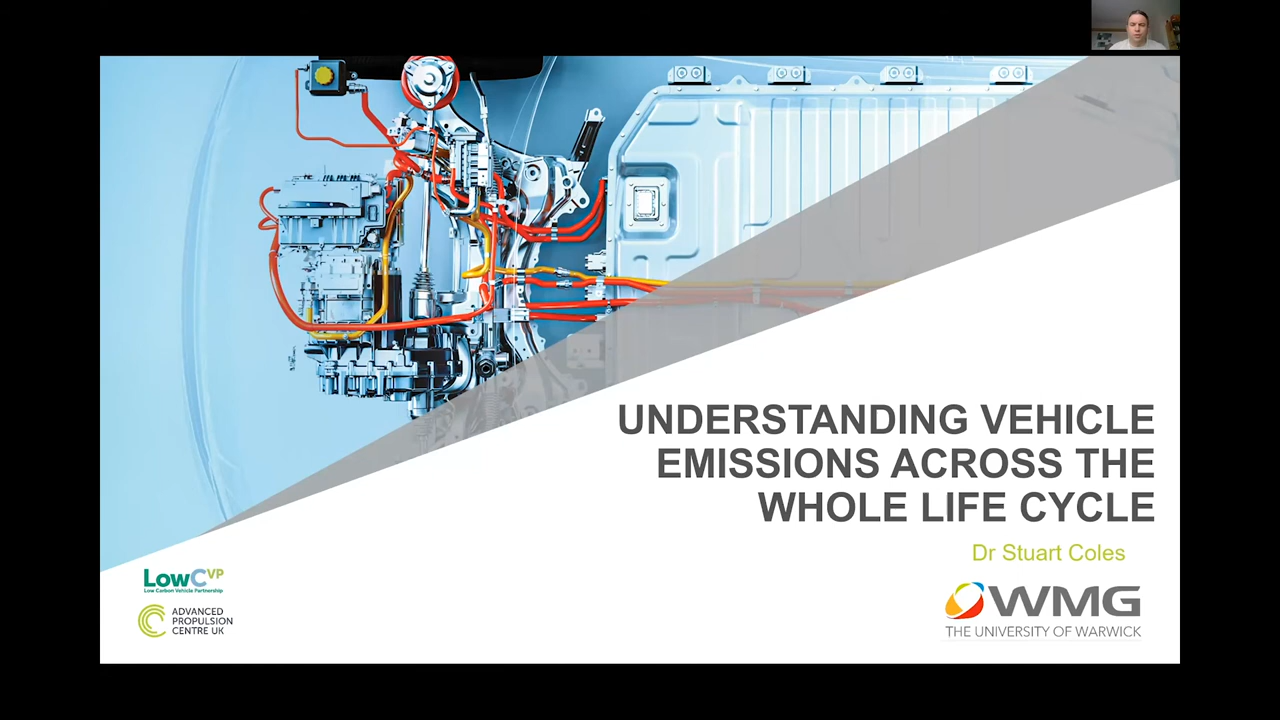 UNDERSTANDING VEHICLE
EMISSIONS ACROSS THE
WHOLE LIFE CYCLE
Dr Stuart Coles
LowCVP
Low Carbon Vehicle Partnership
ADVANCED
PROPULSION
CENTRE UK
WMG
THE UNIVERSITY OF WARWICK